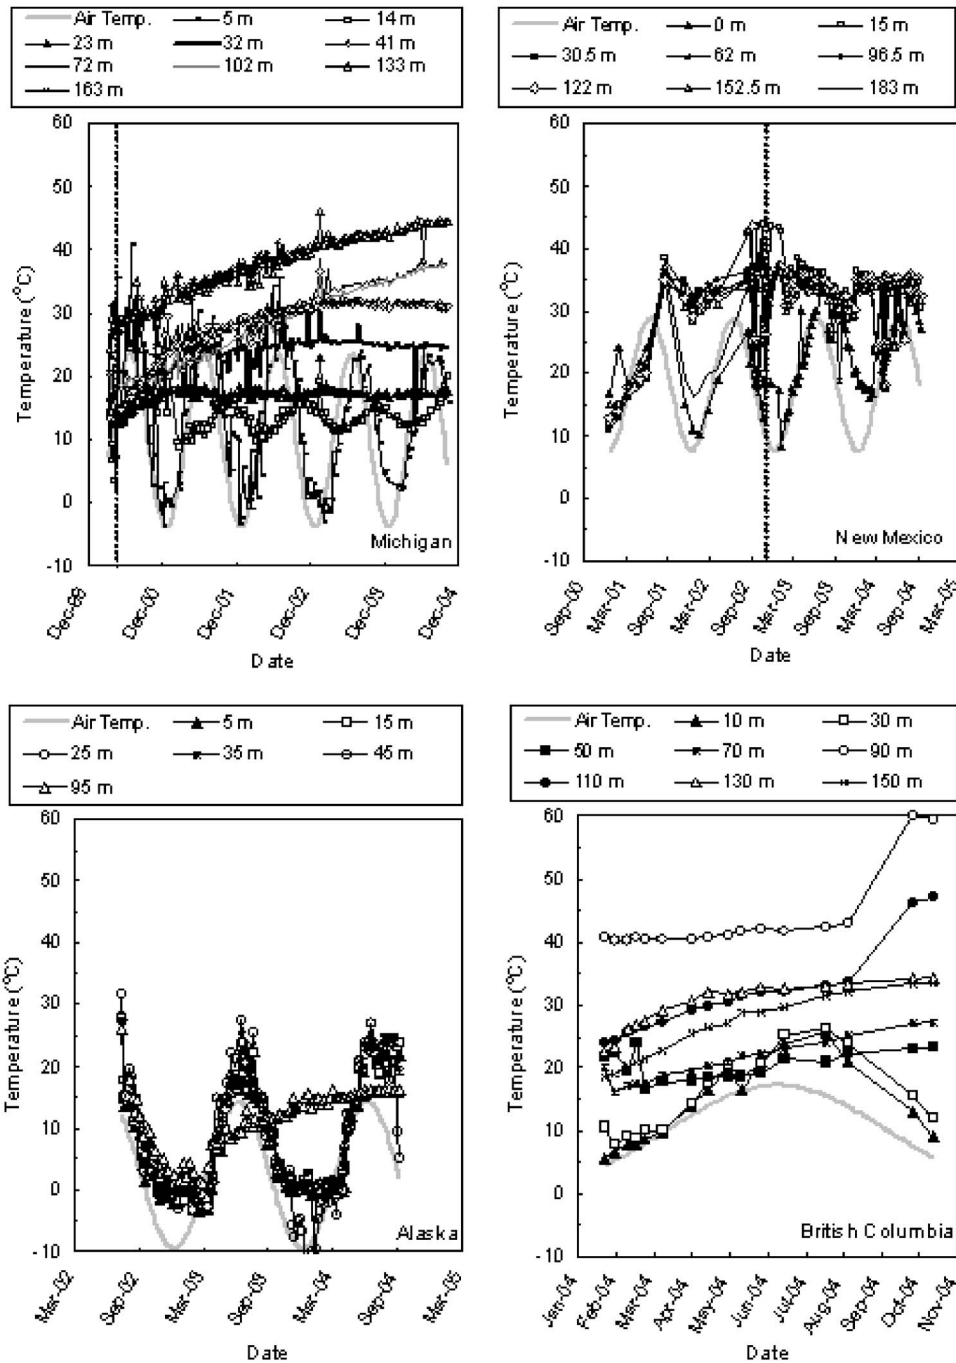 Air Temp. 5 m 14 m
23 m 32 m 41 m
72 m 102 m 133 m
163 m
60
50
40
30
20
10
0
-10
Temperature (°C)
Michigan
Dec-99 Dec-00 Dec-01 Dec-02 Dec-03 Dec-04
Date
Air Temp. 0 m 15 m
30.5 m 62 m 96.5 m
122 m 152.5 m 183 m
60
50
40
30
20
10
0
-10
Temperature (°C)
New Mexico
Sep-00 Mar-01 Sep-01 Mar-02 Sep-02 Mar-03 Sep-03 Mar-04 Sep-04 Mar-05
Date
Air Temp. 5 m 15 m
25 m 35 m 45 m
95 m
60
50
40
30
20
10
0
-10
Temperature (°C)
Alaska
Mar-02 Sep-02 Mar-03 Sep-03 Mar-04 Sep-04 Mar-05
Date
Air Temp. 10 m 30 m
50 m 70 m 90 m
110 m 130 m 150 m
60
50
40
30
20
10
0
-10
Temperature (°C)
British Columbia
Jan-04 Feb-04 Mar-04 Apr-04 May-04 Jun-04 Jul-04 Aug-04 Sep-04 Oct-04 Nov-04
Date